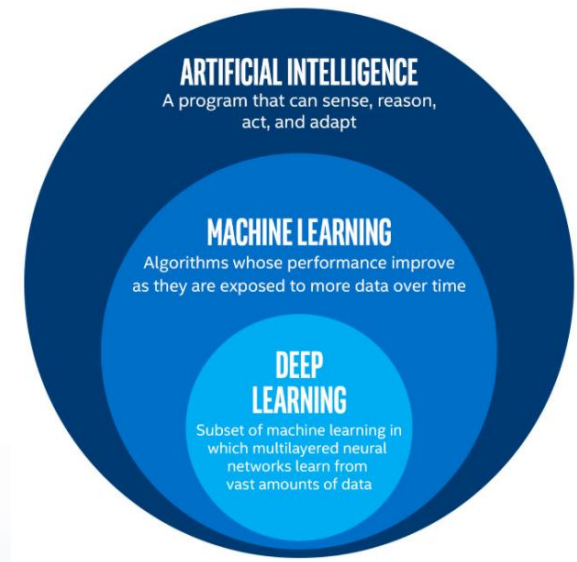 ARTIFICIAL INTELLIGENCE
A program that can sense, reason,
act, and adapt
MACHINE LEARNING
Algorithms whose performance improve
as they are exposed to more data over time
DEEP
LEARNING
Subset of machine learning in
which multilayered neural
networks learn from
vast amounts of data